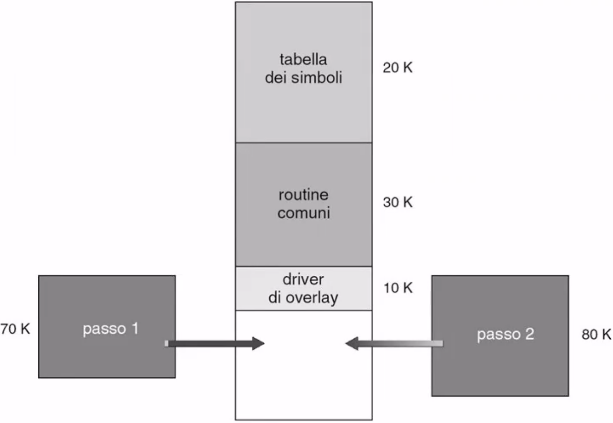 tabella
dei simboli
20 K
routine
comuni
30 K
driver
di overlay
10 K
70 K
passo 1
passo 2
80 K